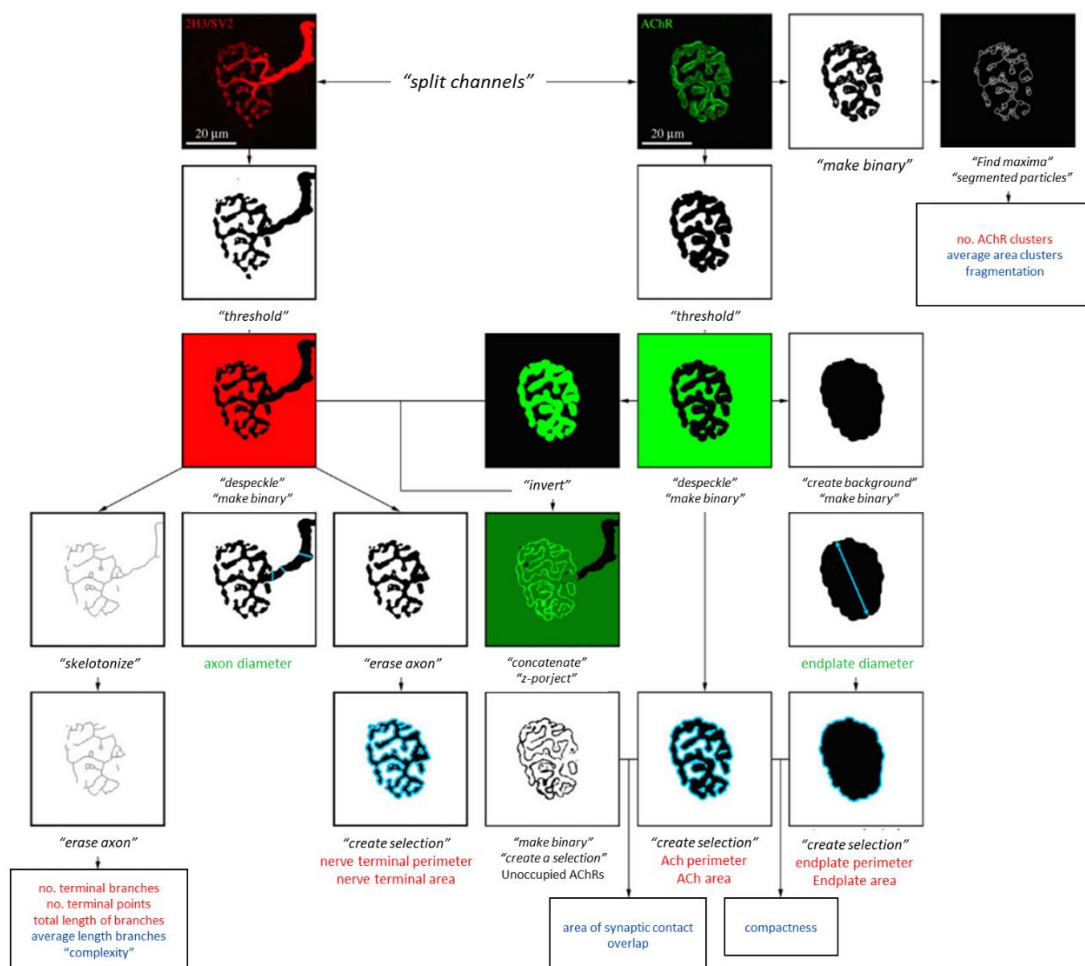 2H3/SV2
20 μm
"split channels"
AChR
20 μm
"make binary"
"Find maxima"
"segmented particles"
no. AChR clusters
average area clusters
fragmentation
"threshold"
"threshold"
"despeckle"
"make binary"
"invert"
"despeckle"
"make binary"
"create background"
"make binary"
"skelotonize"
axon diameter
"erase axon"
"concatenate"
"z-porject"
endplate diameter
"erase axon"
"create selection"
nerve terminal perimeter
nerve terminal area
"make binary"
"create a selection"
Unoccupied AChRs
"create selection"
Ach perimeter
ACh area
"create selection"
endplate perimeter
Endplate area
no. terminal branches
no. terminal points
total length of branches
average length branches
"complexity"
area of synaptic contact
overlap
compactness